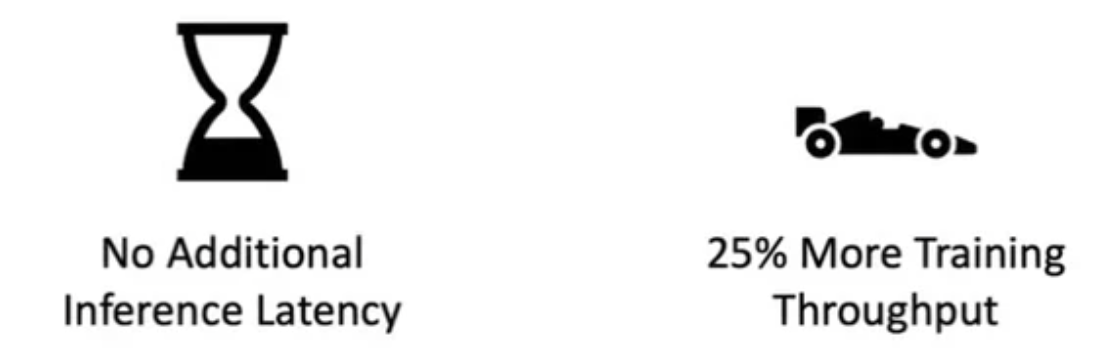 No Additional
Inference Latency
25% More Training
Throughput